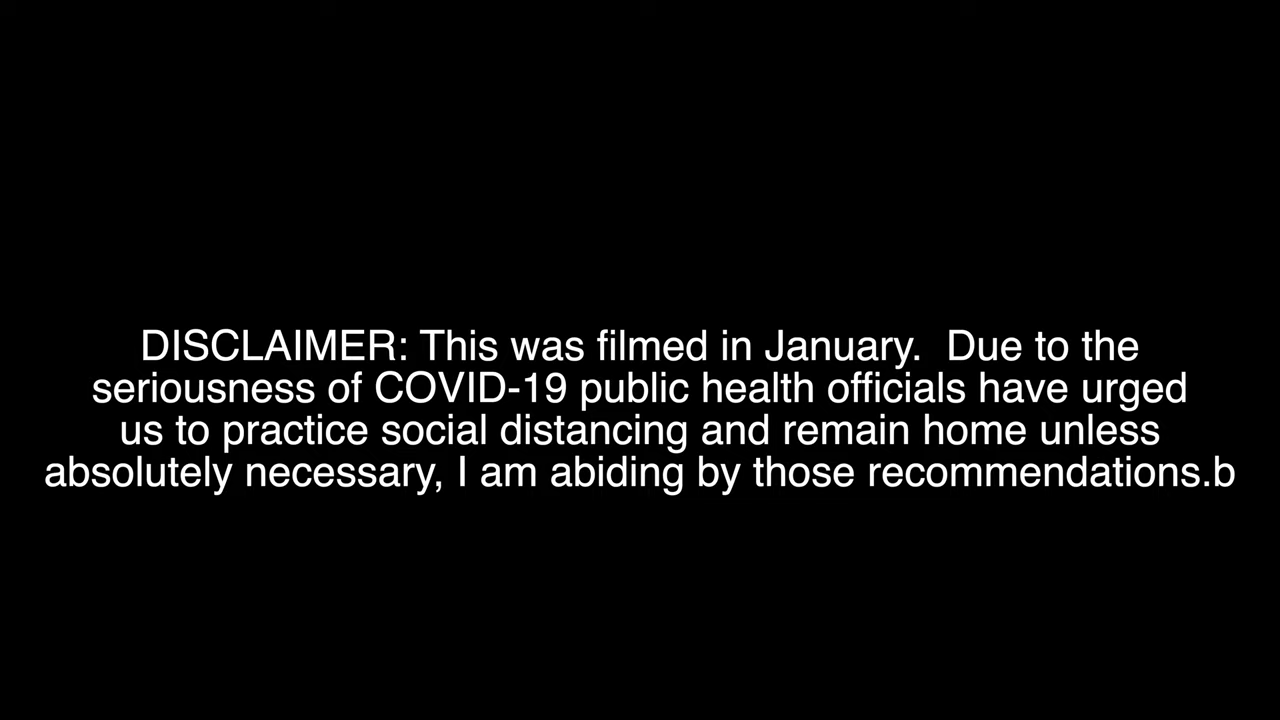 DISCLAIMER: This was filmed in January.  Due to the
seriousness of COVID-19 public health officials have urged
us to practice social distancing and remain home unless
absolutely necessary, I am abiding by those recommendations.b